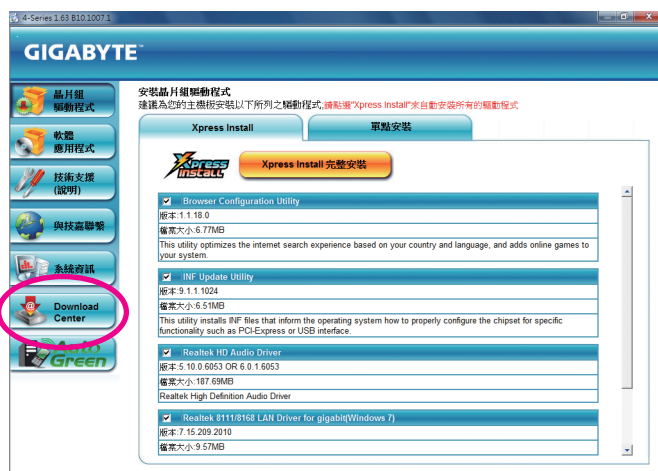 4-Series 1.63 B10.1007.1
GIGABYTE™
晶片組
驅動程式
軟體
應用程式
技術支援
(說明)
與技嘉聯繫
系統資訊
Download
Center
Auto
Green
安裝晶片組驅動程式
建議為您的主機板安裝以下所列之驅動程式;請點選"Xpress Install"來自動安裝所有的驅動程式
Xpress Install
單點安裝
Xpress
INSTALL
Xpress Install 完整安裝
Browser Configuration Utility
版本:1.1.18.0
檔案大小:6.77MB
This utility optimizes the internet search experience based on your country and language, and adds online games to
your system.
INF Update Utility
版本:9.1.1.1024
檔案大小:6.51MB
This utility installs INF files that inform the operating system how to properly configure the chipset for specific
functionality such as PCI-Express or USB interface.
Realtek HD Audio Driver
版本:5.10.0.6053 OR 6.0.1.6053
檔案大小:187.69MB
Realtek High Definition Audio Driver
Realtek 8111/8168 LAN Driver for gigabit(Windows 7)
版本:7.15.209.2010
檔案大小:9.57MB